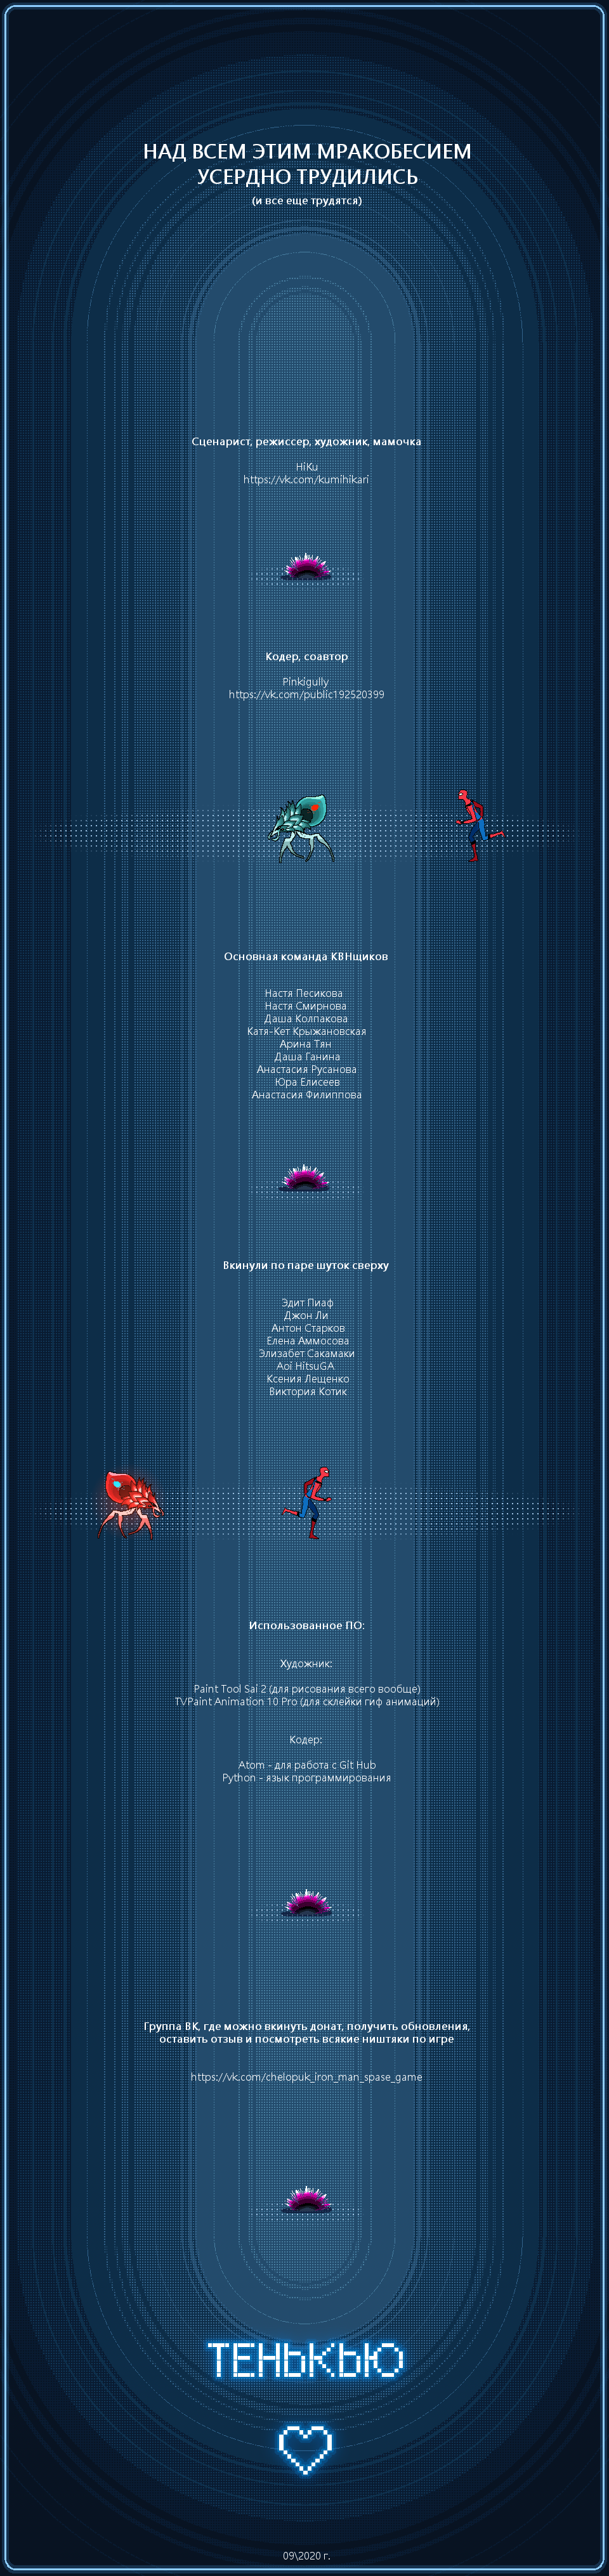 НАД ВСЕМ ЭТИМ МРАКОБЕСИЕМ
УСЕРДНО ТРУДИЛИСЬ
(и все еще трудятся)
Сценарист, режиссер, художник, мамочка
HiKu
https://vk.com/kumihikari
Кодер, соавтор
Pinkigully
https://vk.com/public192520399
Основная команда КВНщиков
Настя Песикова
Настя Смирнова
Даша Колпакова
Катя-Кет Крыжановская
Арина Тян
Даша Ганина
Анастасия Русанова
Юра Елисеев
Анастасия Филиппова
Вкинули по паре шуток сверху
Эдит Пиаф
Джон Ли
Антон Старков
Елена Аммосова
Элизабет Сакамаки
Aoi HitsuGA
Ксения Лещенко
Виктория Котик
Использованное ПО:
Художник:
Paint Tool Sai 2 (для рисования всего вообще)
TVPaint Animation 10 Pro (для склейки гиф анимаций)
Кодер:
Atom - для работа с Git Hub
Python - язык программирования
Группа ВК, где можно вкинуть донат, получить обновления,
оставить отзыв и посмотреть всякие ништяки по игре
https://vk.com/chelopuk_iron_man_spase_game
ТЕНЬКЬЮ
09\2020 г.